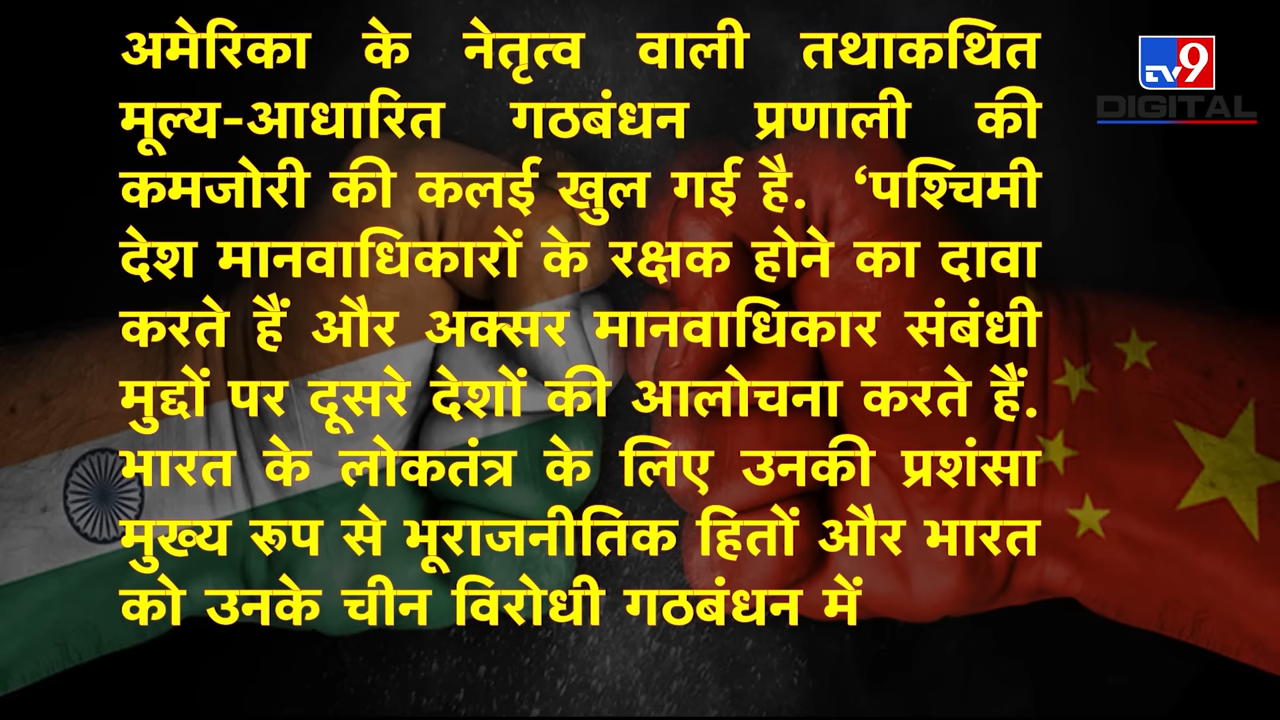 अमेरिका के नेतृत्व वाली तथाकथित
मूल्य-आधारित गठबंधन प्रणाली की
कमजोरी की कलई खुल गई है. ‘पश्चिमी
देश मानवाधिकारों के रक्षक होने का दावा
करते हैं और अक्सर मानवाधिकार संबंधी
मुद्दों पर दूसरे देशों की आलोचना करते हैं.
भारत के लोकतंत्र के लिए उनकी प्रशंसा
मुख्य रूप से भूराजनीतिक हितों और भारत
को उनके चीन विरोधी गठबंधन में
TV9
DIGITAL